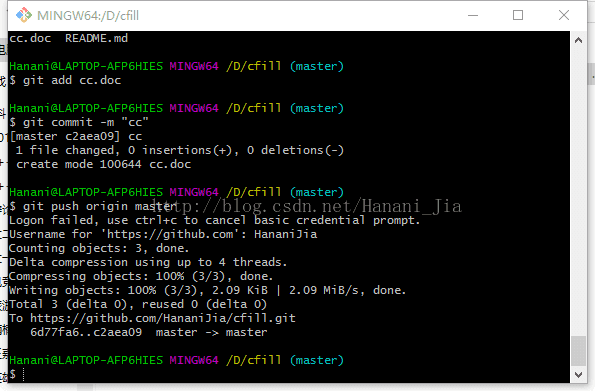 MINGW64:/D/cfill
cc.doc  README.md
Hanani@LAPTOP-AFP6HIES MINGW64 /D/cfill (master)
$ git add cc.doc
Hanani@LAPTOP-AFP6HIES MINGW64 /D/cfill (master)
$ git commit -m "cc"
[master c2aea09] cc
 1 file changed, 0 insertions(+), 0 deletions(-)
 create mode 100644 cc.doc
Hanani@LAPTOP-AFP6HIES MINGW64 /D/cfill (master)
$ git push origin master
http://blog.csdn.net/Hanani_Jia
Logon failed, use ctrl+c to cancel basic credential prompt.
Username for 'https://github.com': HananiJia
Counting objects: 3, done.
Delta compression using up to 4 threads.
Compressing objects: 100% (3/3), done.
Writing objects: 100% (3/3), 2.09 KiB | 2.09 MiB/s, done.
Total 3 (delta 0), reused 0 (delta 0)
To https://github.com/HananiJia/cfill.git
   6d77fa6..c2aea09  master -> master
Hanani@LAPTOP-AFP6HIES MINGW64 /D/cfill (master)
$